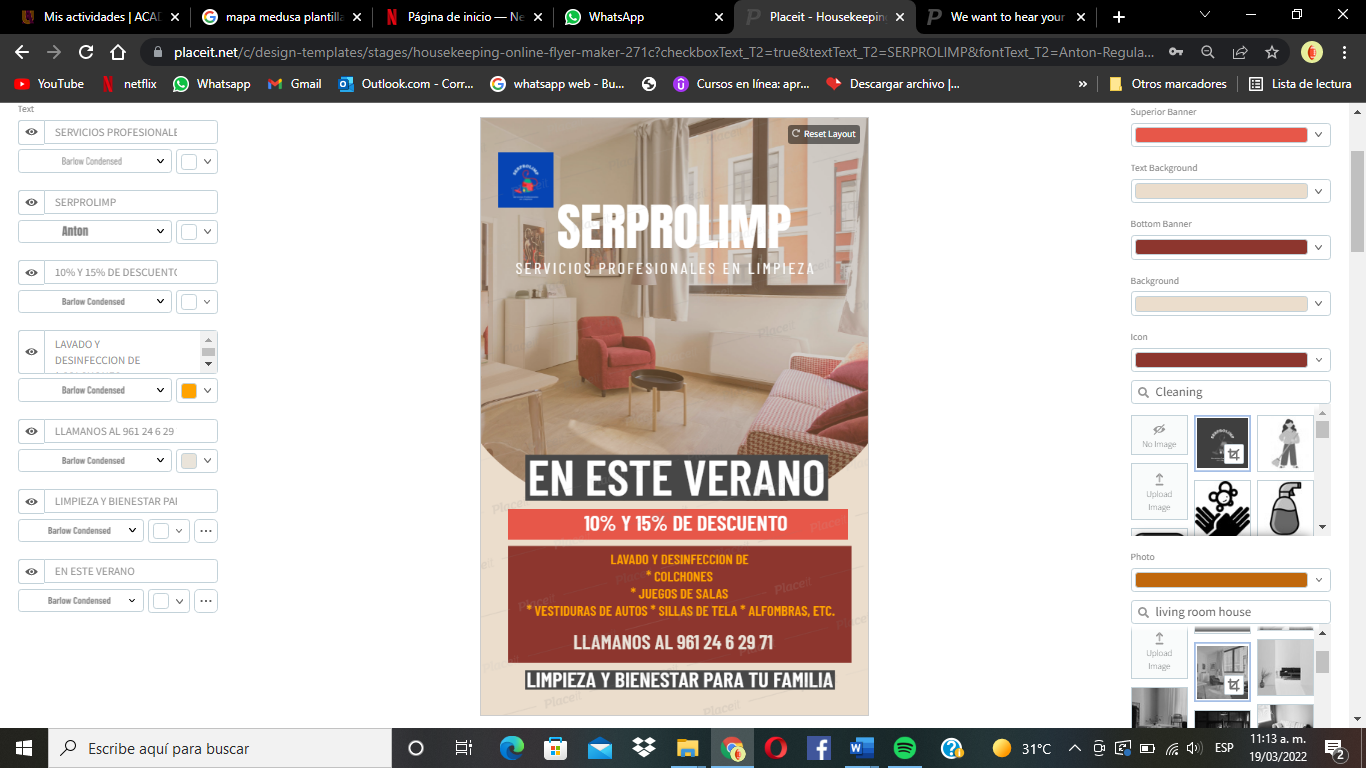 Mis actividades | ACAD
mapa medusa plantilla
Página de inicio — Ne
WhatsApp
Placeit - Housekeeping
We want to hear your
placeit.net/c/design-templates/stages/housekeeping-online-flyer-maker-271c?checkboxText_T2=true&textText_T2=SERPROLIMP&fontText_T2=Anton-Regula...
YouTube
netflix
Whatsapp
Gmail
Outlook.com - Corr...
whatsapp web - Bu...
Cursos en línea: apr...
Descargar archivo |...
»
Otros marcadores
Lista de lectura
Text
SERVICIOS PROFESIONALE
Barlow Condensed
SERPROLIMP
Anton
10% Y 15% DE DESCUENTO
Barlow Condensed
LAVADO Y
DESINFECCION DE
Barlow Condensed
LLAMANOS AL 961 24 6 29
Barlow Condensed
LIMPIEZA Y BIENESTAR PAI
Barlow Condensed
EN ESTE VERANO
Barlow Condensed
Reset Layout
SERPROLIMP
SERPROLIMP
SERVICIOS PROFESIONALES EN LIMPIEZA
EN ESTE VERANO
10% Y 15% DE DESCUENTO
LAVADO Y DESINFECCION DE
* COLCHONES
* JUEGOS DE SALAS
* VESTIDURAS DE AUTOS * SILLAS DE TELA * ALFOMBRAS, ETC.
LLAMANOS AL 961 24 6 29 71
LIMPIEZA Y BIENESTAR PARA TU FAMILIA
Placeit
Superior Banner
Text Background
Bottom Banner
Background
Icon
Cleaning
No Image
Upload
Image
Photo
living room house
Upload
Image
Escribe aquí para buscar
31°C
ESP
11:13 a. m.
19/03/2022
2